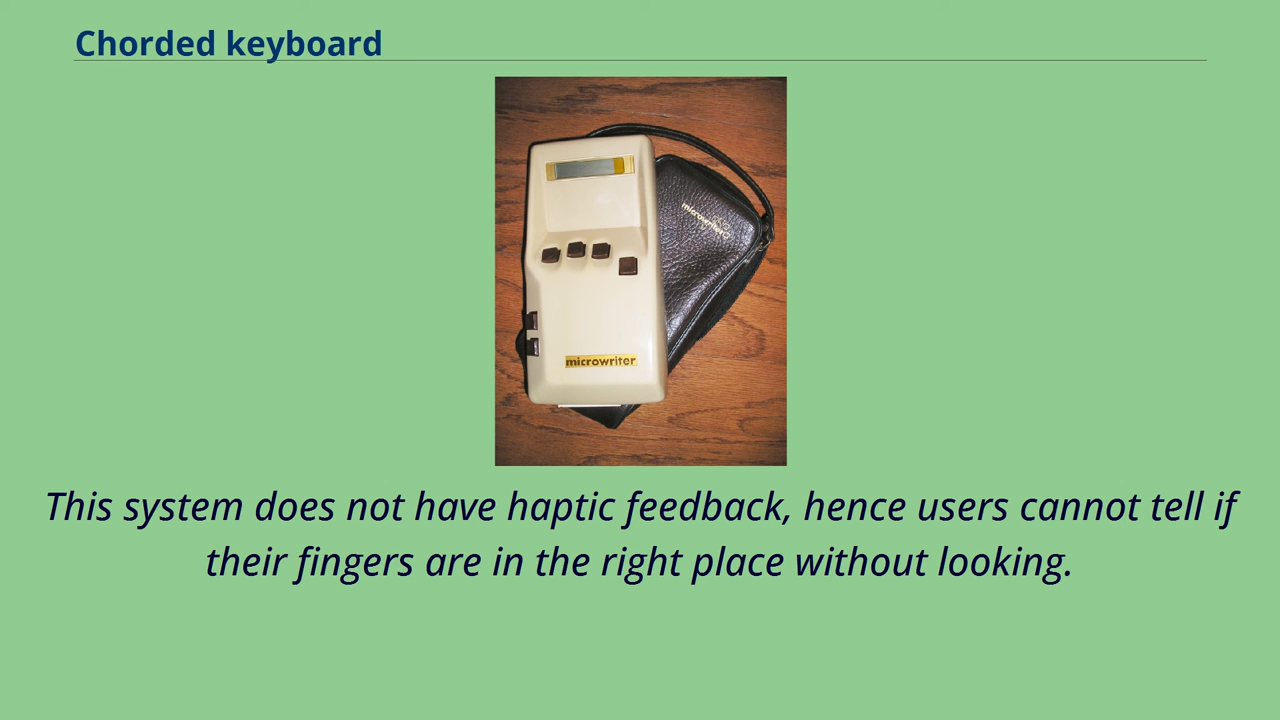 Chorded keyboard
microwriter
microwriter
This system does not have haptic feedback, hence users cannot tell if
their fingers are in the right place without looking.